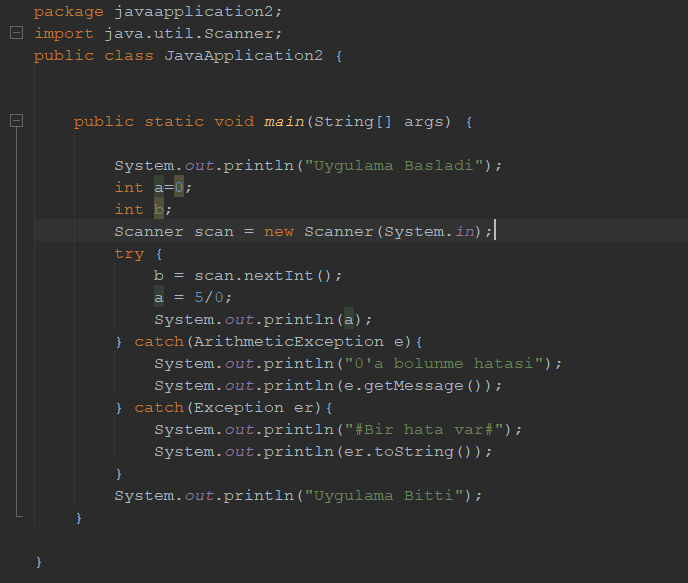 package javaapplication2;
import java.util.Scanner;
public class JavaApplication2 {
public static void main(String[] args) {
System.out.println("Uygulama Basladi");
int a=0;
int b;
Scanner scan = new Scanner(System.in);
try {
b = scan.nextInt();
a = 5/0;
System.out.println(a);
} catch(ArithmeticException e){
System.out.println("0'a bolunme hatasi");
System.out.println(e.getMessage());
} catch(Exception er){
System.out.println("#Bir hata var#");
System.out.println(er.toString());
}
System.out.println("Uygulama Bitti");
}
}